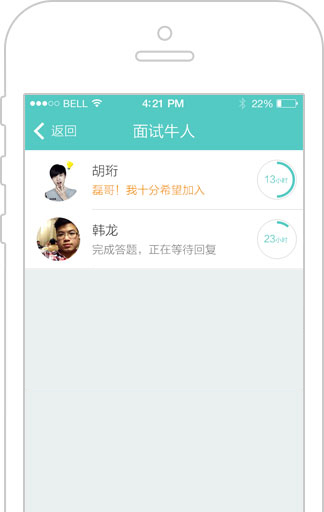 BELL 4:21 PM 22%
返回 面试牛人
胡珩
磊哥！我十分希望加入
13小时
韩龙
完成答题，正在等待回复
23小时